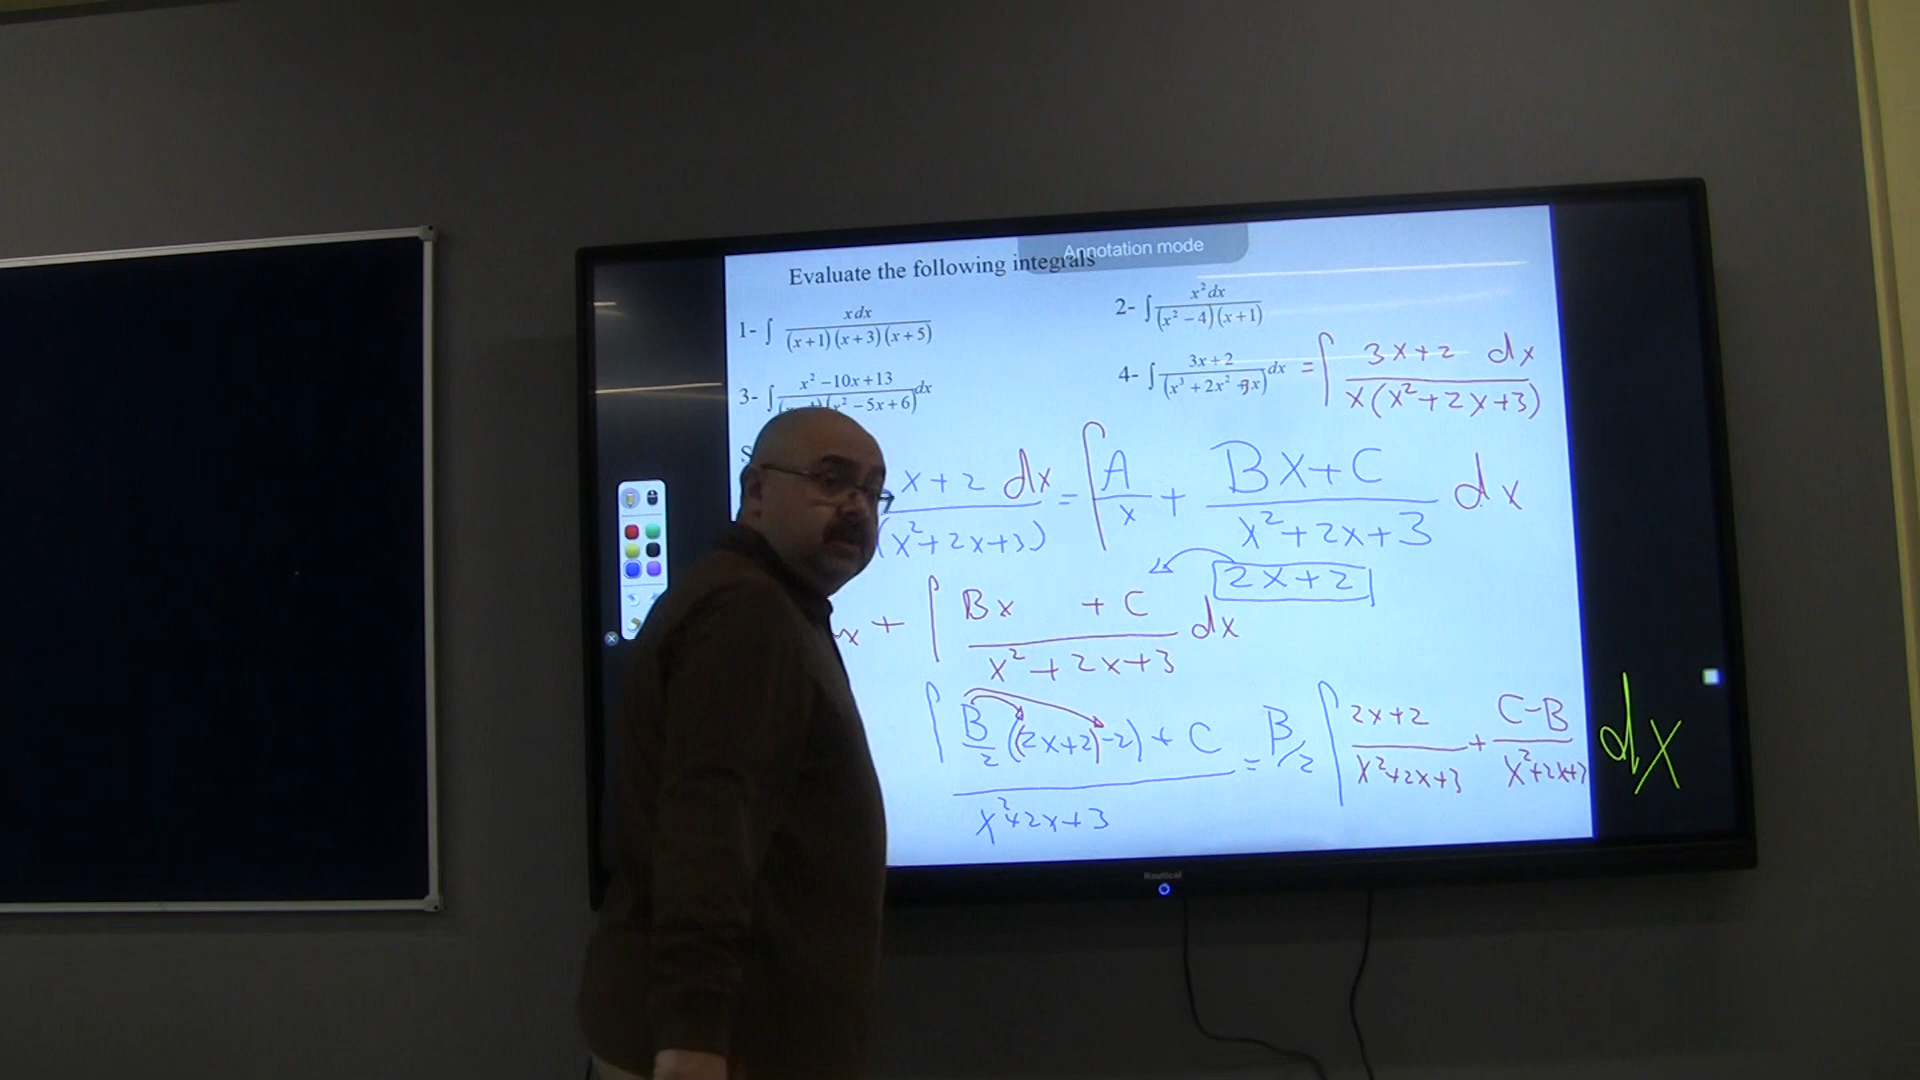 Annotation mode
Evaluate the following integrals
1- ∫ x dx / (x+1)(x+3)(x+5)
2- ∫ x² dx / (x² − 4)(x+1)
3- ∫ x² −10x+13 / x² −5x+6) dx
4- ∫ 3x+2 / (x³ +2x² +3x) dx = ∫ 3x+2 dx / x(x²+2x+3)
S
x+2 dx / (x²+2x+3) = ∫ A/x + Bx+C / x²+2x+3 dx
2x+2
x + ∫ Bx + C / x²+2x+3 dx
∫ B/2 ((2x+2)-2) + C / x²+2x+3 = B/2 ∫ 2x+2 / x²+2x+3 + C-B / x²+2x+3 dx
Nautical